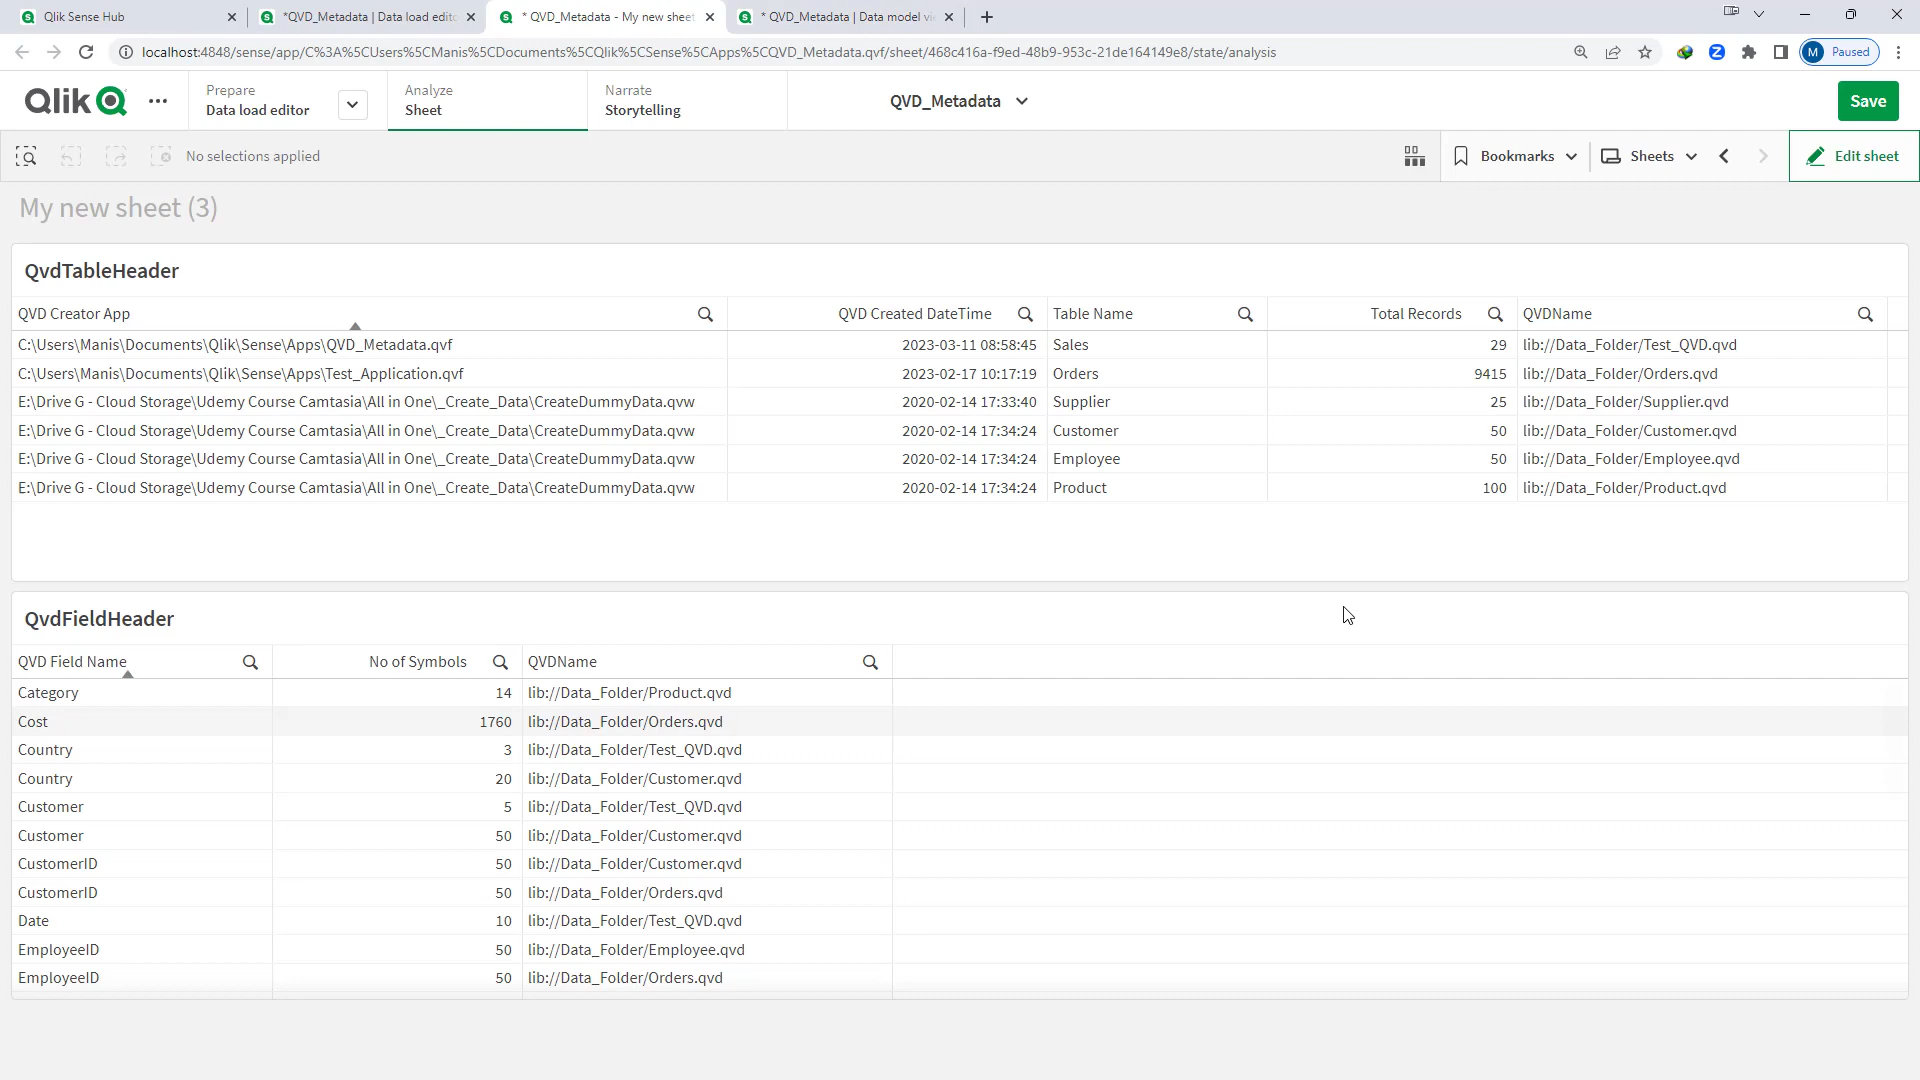 Qlik Sense Hub
*QVD_Metadata | Data load edito
* QVD_Metadata - My new sheet
* QVD_Metadata | Data model vie
localhost:4848/sense/app/C%3A%5CUsers%5CManis%5CDocuments%5CQlik%5CSense%5CApps%5CQVD_Metadata.qvf/sheet/468c416a-f9ed-48b9-953c-21de164149e8/state/analysis
Z
M Paused
Qlik
Prepare
Data load editor
Analyze
Sheet
Narrate
Storytelling
QVD_Metadata
Save
No selections applied
Bookmarks
Sheets
Edit sheet
My new sheet (3)
QvdTableHeader
QVD Creator App QVD Created DateTime Table Name Total Records QVDName
C:\Users\Manis\Documents\Qlik\Sense\Apps\QVD_Metadata.qvf 2023-03-11 08:58:45 Sales 29 lib://Data_Folder/Test_QVD.qvd
C:\Users\Manis\Documents\Qlik\Sense\Apps\Test_Application.qvf 2023-02-17 10:17:19 Orders 9415 lib://Data_Folder/Orders.qvd
E:\Drive G - Cloud Storage\Udemy Course Camtasia\All in One\_Create_Data\CreateDummyData.qvw 2020-02-14 17:33:40 Supplier 25 lib://Data_Folder/Supplier.qvd
E:\Drive G - Cloud Storage\Udemy Course Camtasia\All in One\_Create_Data\CreateDummyData.qvw 2020-02-14 17:34:24 Customer 50 lib://Data_Folder/Customer.qvd
E:\Drive G - Cloud Storage\Udemy Course Camtasia\All in One\_Create_Data\CreateDummyData.qvw 2020-02-14 17:34:24 Employee 50 lib://Data_Folder/Employee.qvd
E:\Drive G - Cloud Storage\Udemy Course Camtasia\All in One\_Create_Data\CreateDummyData.qvw 2020-02-14 17:34:24 Product 100 lib://Data_Folder/Product.qvd
QvdFieldHeader
QVD Field Name No of Symbols QVDName
Category 14 lib://Data_Folder/Product.qvd
Cost 1760 lib://Data_Folder/Orders.qvd
Country 3 lib://Data_Folder/Test_QVD.qvd
Country 20 lib://Data_Folder/Customer.qvd
Customer 5 lib://Data_Folder/Test_QVD.qvd
Customer 50 lib://Data_Folder/Customer.qvd
CustomerID 50 lib://Data_Folder/Customer.qvd
CustomerID 50 lib://Data_Folder/Orders.qvd
Date 10 lib://Data_Folder/Test_QVD.qvd
EmployeeID 50 lib://Data_Folder/Employee.qvd
EmployeeID 50 lib://Data_Folder/Orders.qvd